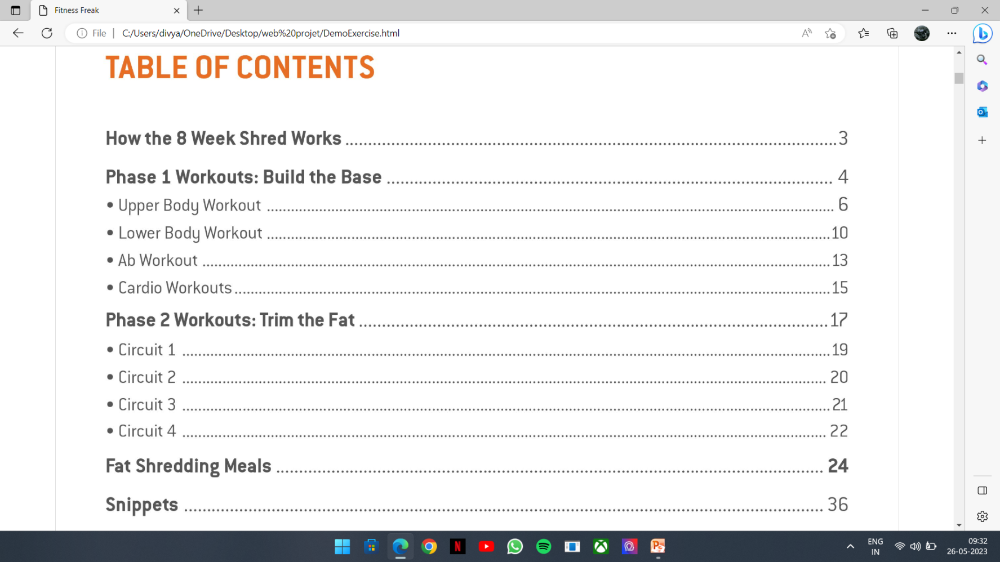 Fitness Freak
File
C:/Users/divya/OneDrive/Desktop/web%20projet/DemoExercise.html
TABLE OF CONTENTS
How the 8 Week Shred Works 3
Phase 1 Workouts: Build the Base 4
• Upper Body Workout 6
• Lower Body Workout 10
• Ab Workout 13
• Cardio Workouts 15
Phase 2 Workouts: Trim the Fat 17
• Circuit 1 19
• Circuit 2 20
• Circuit 3 21
• Circuit 4 22
Fat Shredding Meals 24
Snippets 36
ENG
IN
09:32
26-05-2023